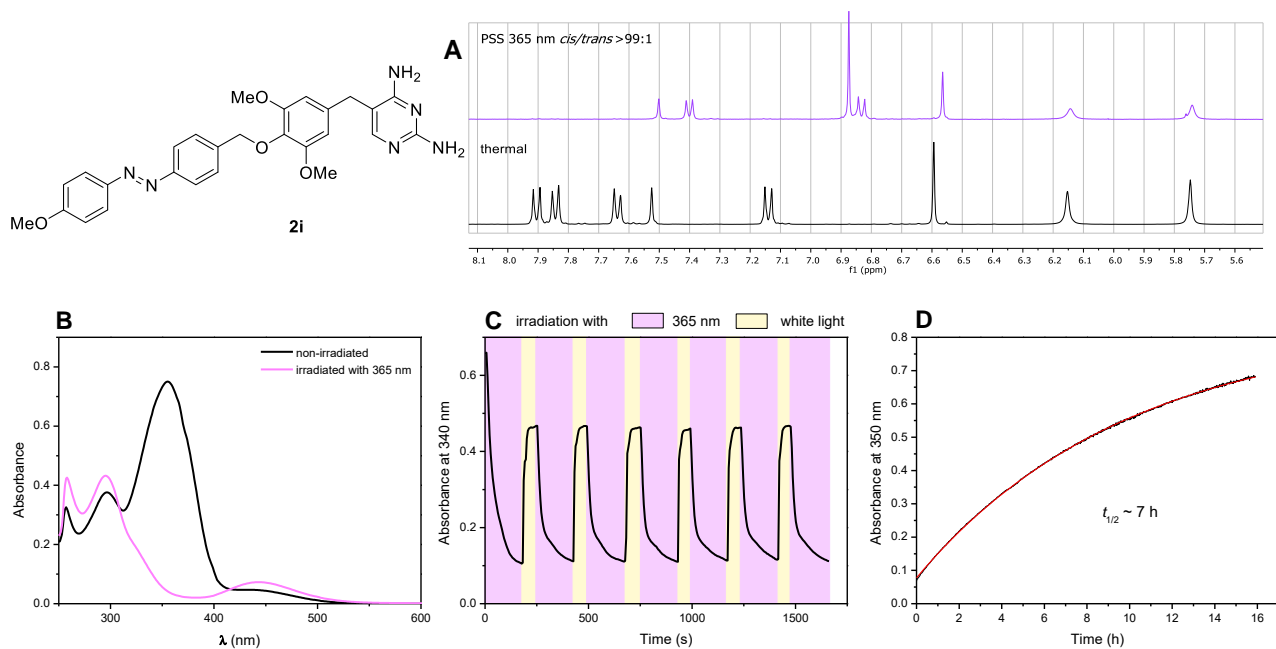 A
PSS 365 nm cis/trans >99:1
thermal
8.1 8.0 7.9 7.8 7.7 7.6 7.5 7.4 7.3 7.2 7.1 7.0 6.9 6.8 6.7 6.6 6.5 6.4 6.3 6.2 6.1 6.0 5.9 5.8 5.7 5.6
f1 (ppm)
NH2
MeO
N
O
N
NH2
OMe
N
N
MeO
2i
B
non-irradiated
irradiated with 365 nm
Absorbance
0.8
0.6
0.4
0.2
0.0
300 400 500 600
λ (nm)
C
irradiation with 365 nm white light
Absorbance at 340 nm
0.6
0.4
0.2
0.0
0 500 1000 1500
Time (s)
D
Absorbance at 350 nm
0.8
0.7
0.6
0.5
0.4
0.3
0.2
0.1
0.0
t1/2 ~ 7 h
0 2 4 6 8 10 12 14 16
Time (h)